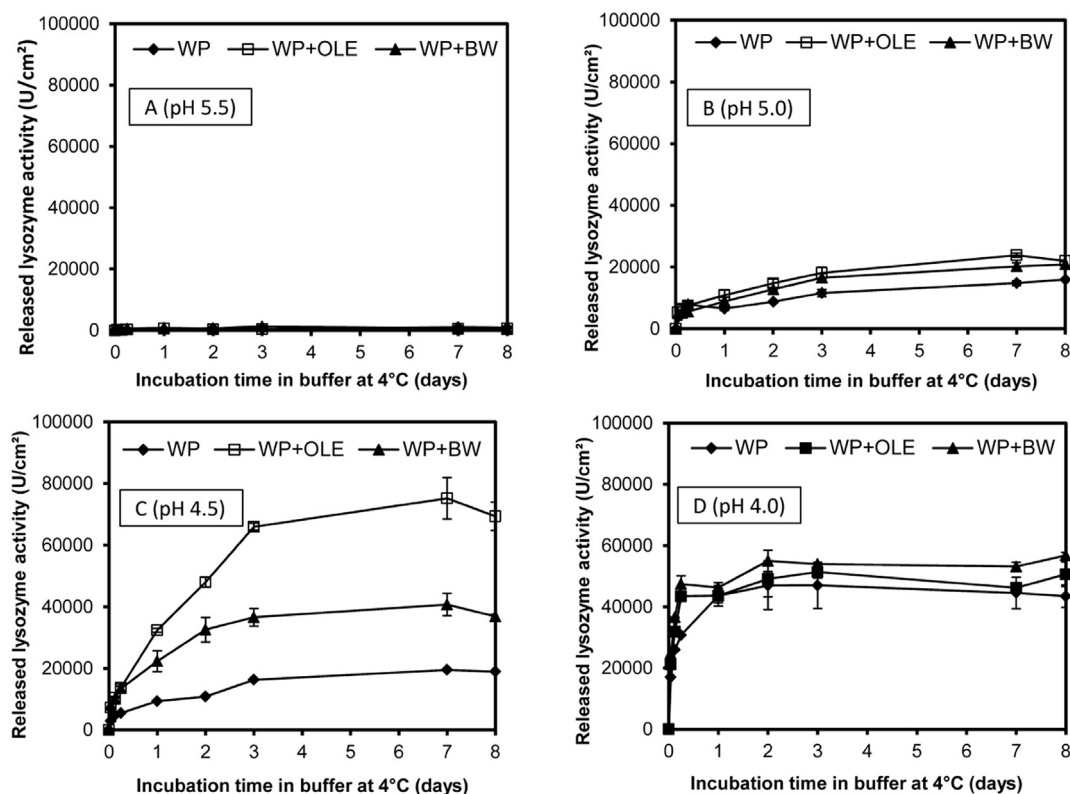 100000
WP WP+OLE WP+BW
80000
A (pH 5.5)
60000
40000
20000
0
0 1 2 3 4 5 6 7 8
Released lysozyme activity (U/cm²)
Incubation time in buffer at 4°C (days)
100000
WP WP+OLE WP+BW
80000
B (pH 5.0)
60000
40000
20000
0
0 1 2 3 4 5 6 7 8
Released lysozyme activity (U/cm²)
Incubation time in buffer at 4°C (days)
100000
WP WP+OLE WP+BW
80000
C (pH 4.5)
60000
40000
20000
0
0 1 2 3 4 5 6 7 8
Released lysozyme activity (U/cm²)
Incubation time in buffer at 4°C (days)
100000
WP WP+OLE WP+BW
80000
D (pH 4.0)
60000
40000
20000
0
0 1 2 3 4 5 6 7 8
Released lysozyme activity (U/cm²)
Incubation time in buffer at 4°C (days)